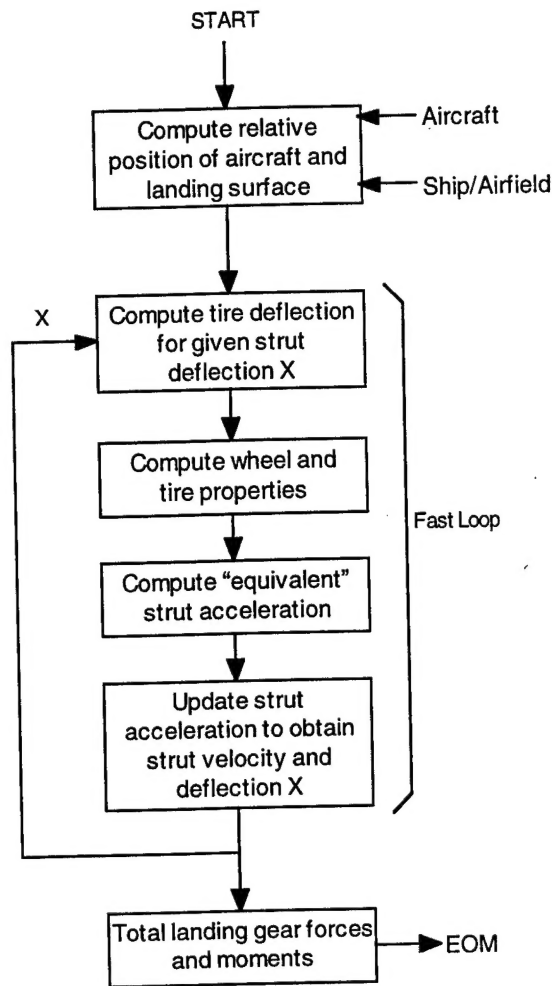 START
Compute relative
position of aircraft and
landing surface
Aircraft
Ship/Airfield
X
Compute tire deflection
for given strut
deflection X
Compute wheel and
tire properties
Fast Loop
Compute “equivalent”
strut acceleration
Update strut
acceleration to obtain
strut velocity and
deflection X
Total landing gear forces
and moments
EOM